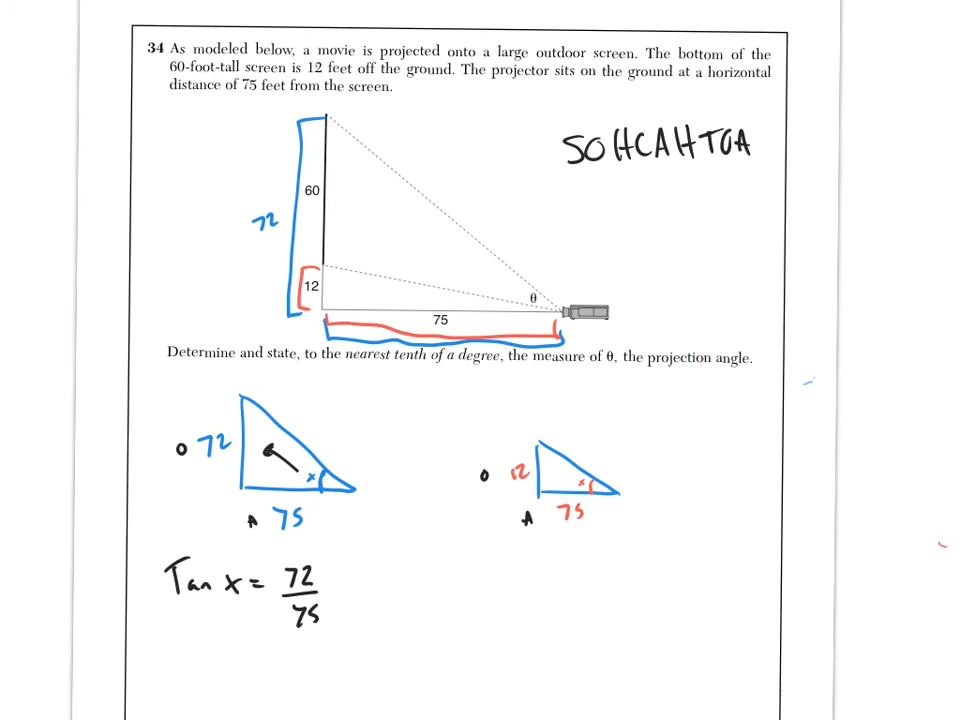 34 As modeled below, a movie is projected onto a large outdoor screen. The bottom of the
60-foot-tall screen is 12 feet off the ground. The projector sits on the ground at a horizontal
distance of 75 feet from the screen.
SOHCAHTOA
60
72
12
θ
75
Determine and state, to the nearest tenth of a degree, the measure of θ, the projection angle.
O 72
x
A 75
O 12
x
A 75
Tan x = 72
75